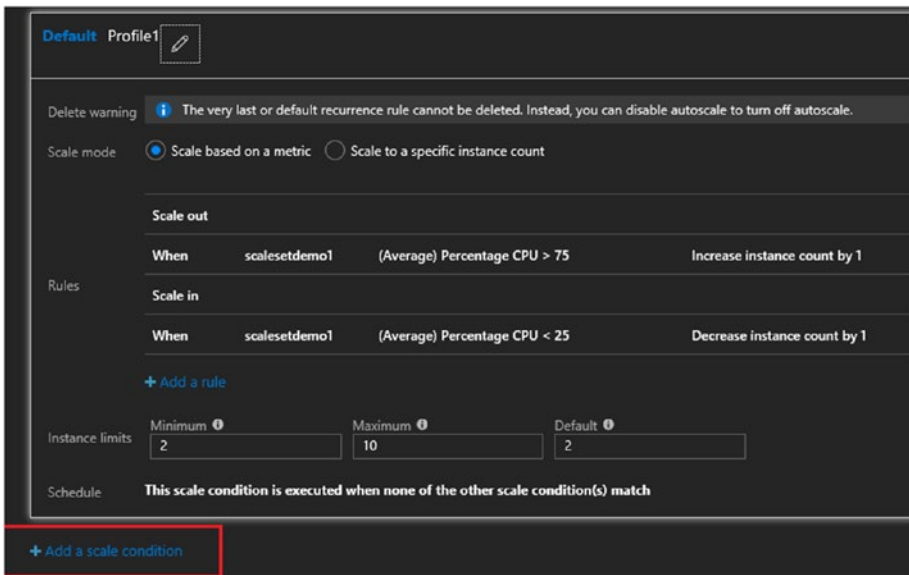 Default Profile1
Delete warning The very last or default recurrence rule cannot be deleted. Instead, you can disable autoscale to turn off autoscale.
Scale mode Scale based on a metric Scale to a specific instance count
Scale out
When scalesetdemo1 (Average) Percentage CPU > 75 Increase instance count by 1
Rules
Scale in
When scalesetdemo1 (Average) Percentage CPU < 25 Decrease instance count by 1
+ Add a rule
Instance limits
Minimum Maximum Default
2 10 2
Schedule This scale condition is executed when none of the other scale condition(s) match
+ Add a scale condition